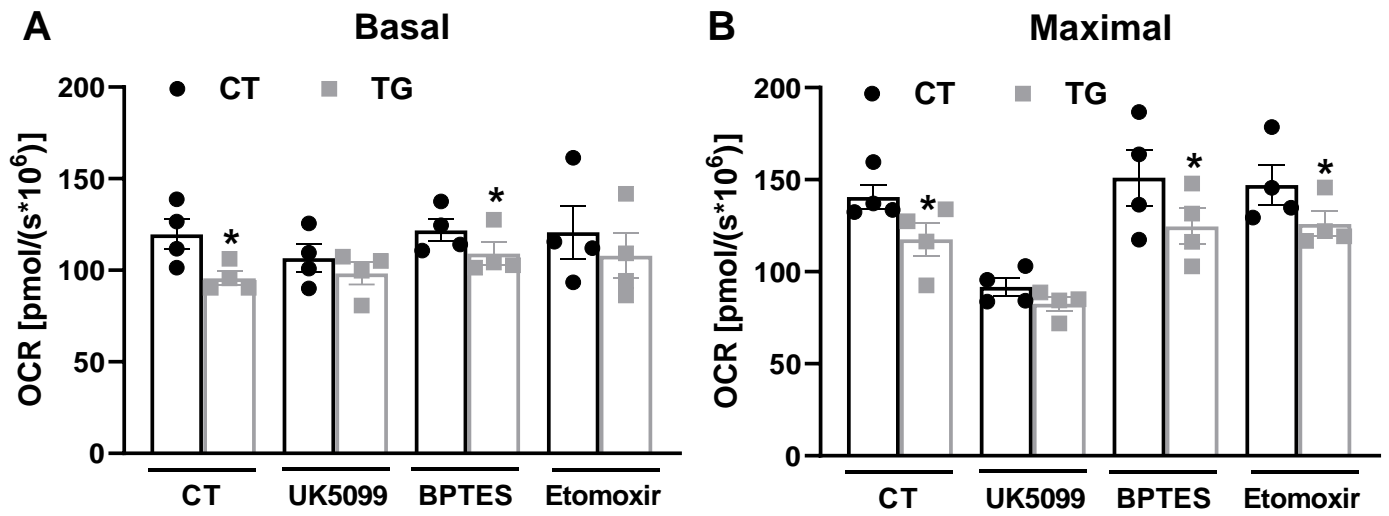 A
Basal
CT
TG
OCR [pmol/(s*10⁶)]
200
150
100
50
0
*
*
CT
UK5099
BPTES
Etomoxir
B
Maximal
CT
TG
OCR [pmol/(s*10⁶)]
200
150
100
50
0
*
*
*
CT
UK5099
BPTES
Etomoxir